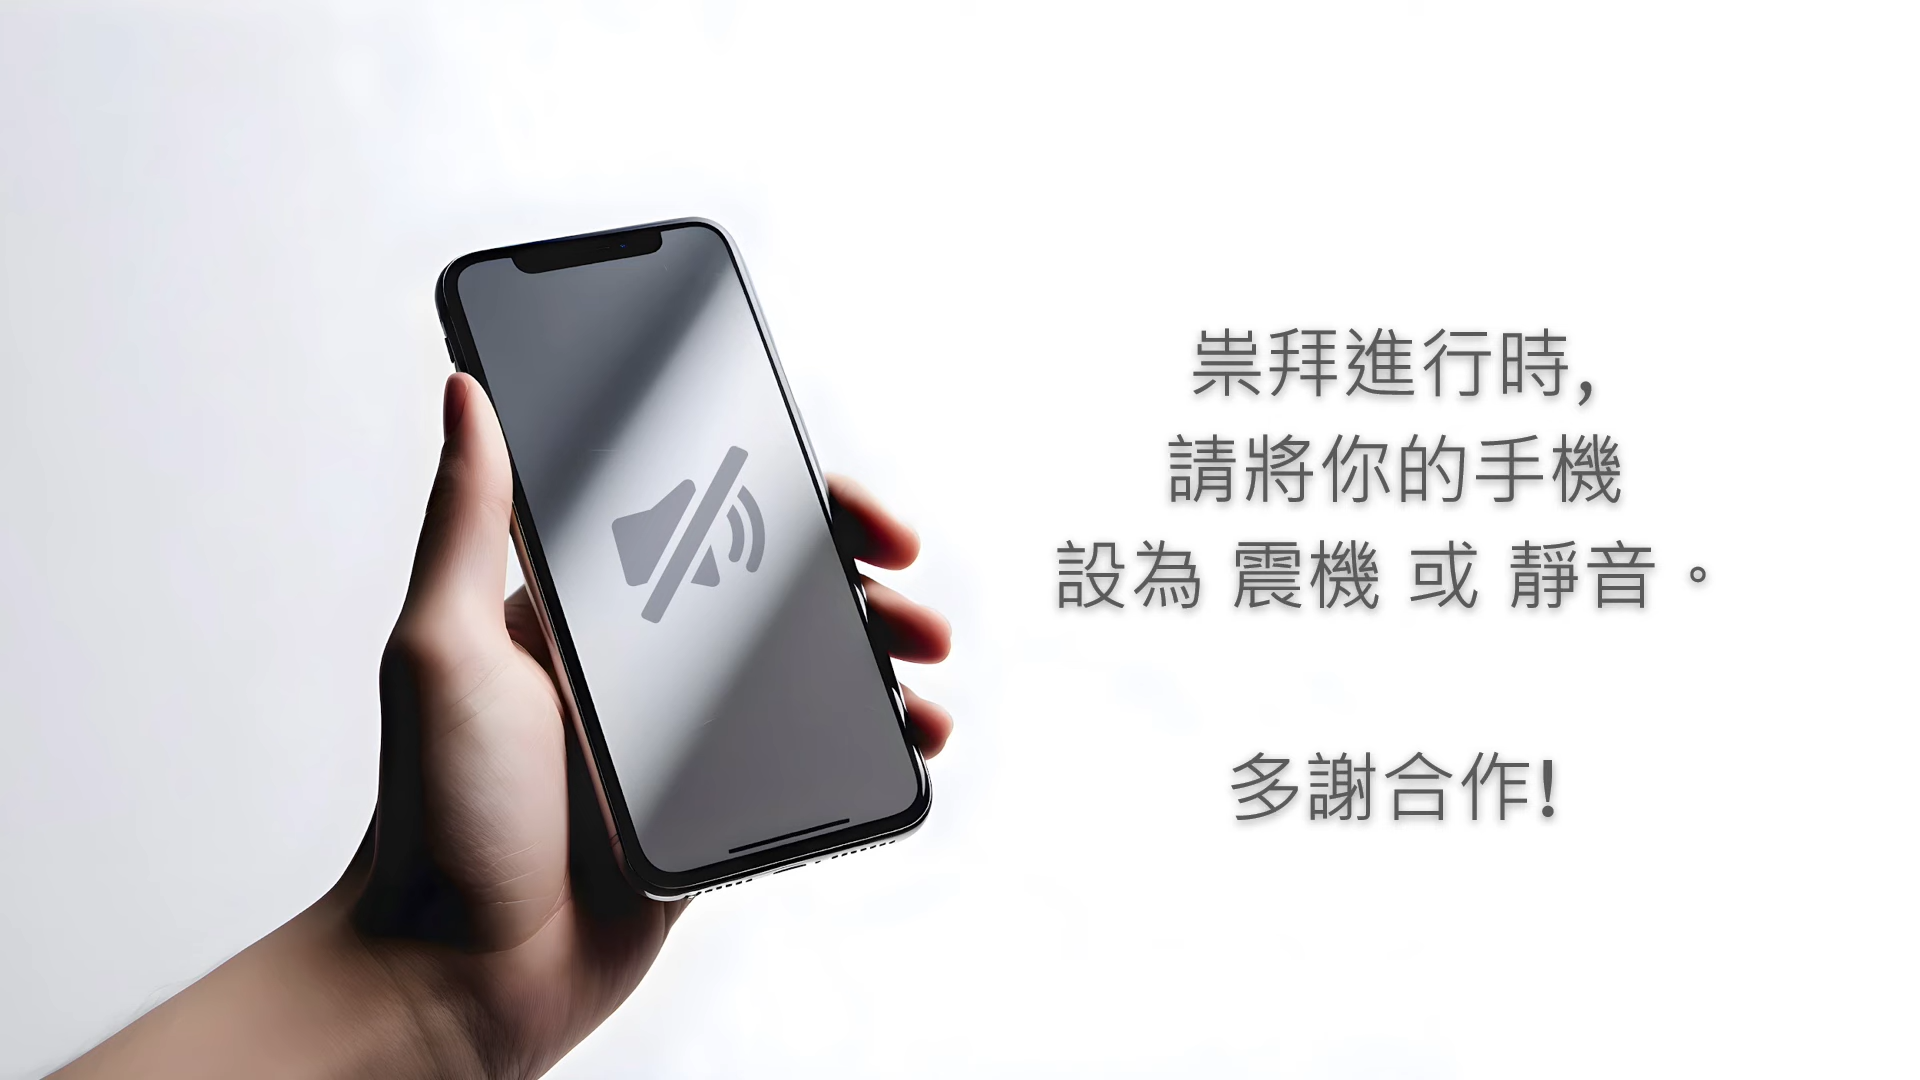 祟拜進行時,
請將你的手機
設為 震機 或 靜音。
多謝合作!